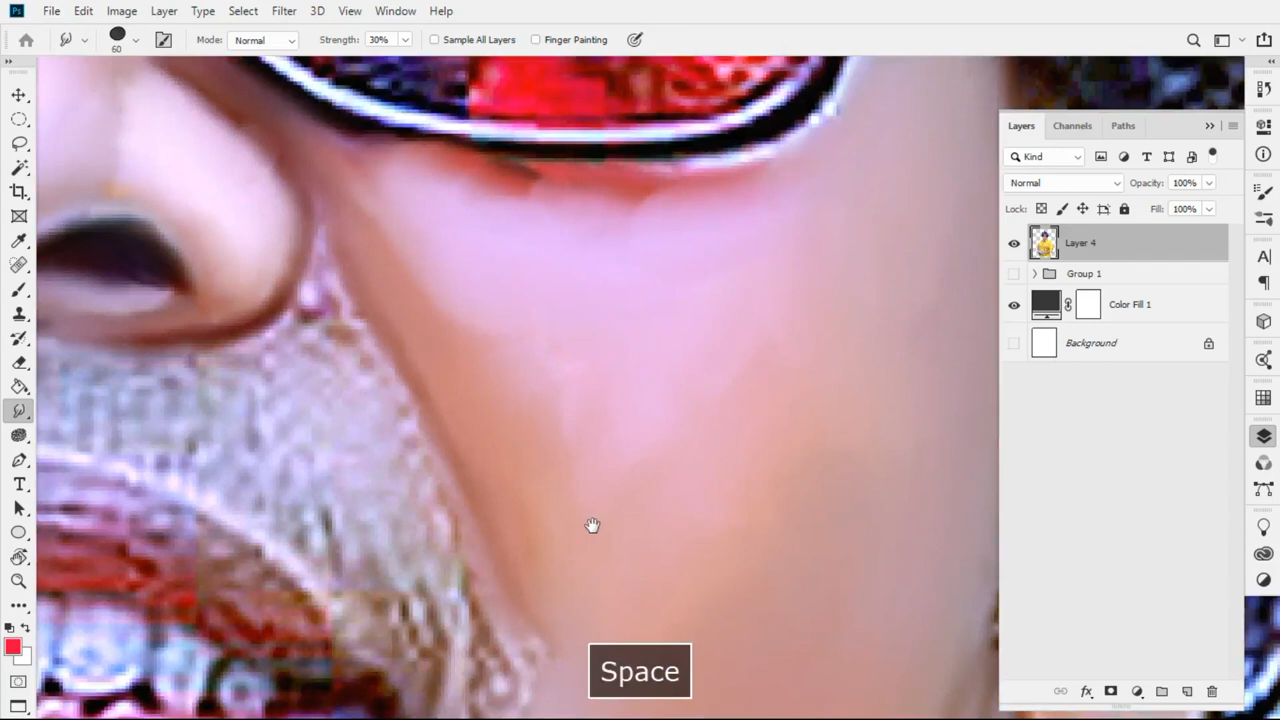 Ps File Edit Image Layer Type Select Filter 3D View Window Help
60 Mode: Normal Strength: 30% Sample All Layers Finger Painting
Layers Channels Paths
Kind
Normal Opacity: 100%
Lock: Fill: 100%
Layer 4
Group 1
Color Fill 1
Background
Space